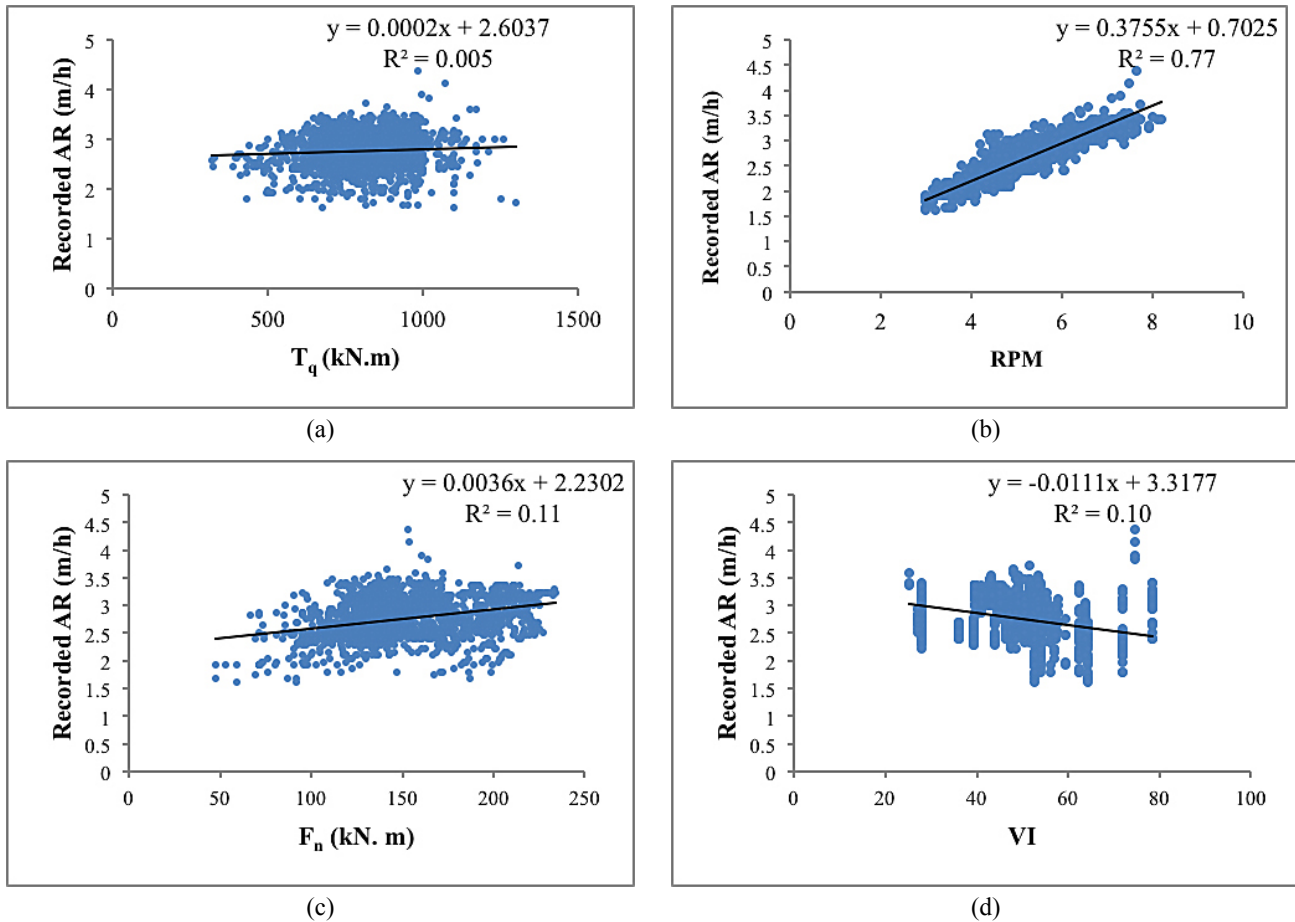 y = 0.0002x + 2.6037
R² = 0.005
Recorded AR (m/h)
5
4
3
2
1
0
0 500 1000 1500
T_q (kN.m)
(a)
y = 0.3755x + 0.7025
R² = 0.77
Recorded AR (m/h)
5
4.5
4
3.5
3
2.5
2
1.5
1
0.5
0
0 2 4 6 8 10
RPM
(b)
y = 0.0036x + 2.2302
R² = 0.11
Recorded AR (m/h)
5
4.5
4
3.5
3
2.5
2
1.5
1
0.5
0
0 50 100 150 200 250
F_n (kN. m)
(c)
y = -0.0111x + 3.3177
R² = 0.10
Recorded AR (m/h)
5
4.5
4
3.5
3
2.5
2
1.5
1
0.5
0
0 20 40 60 80 100
VI
(d)